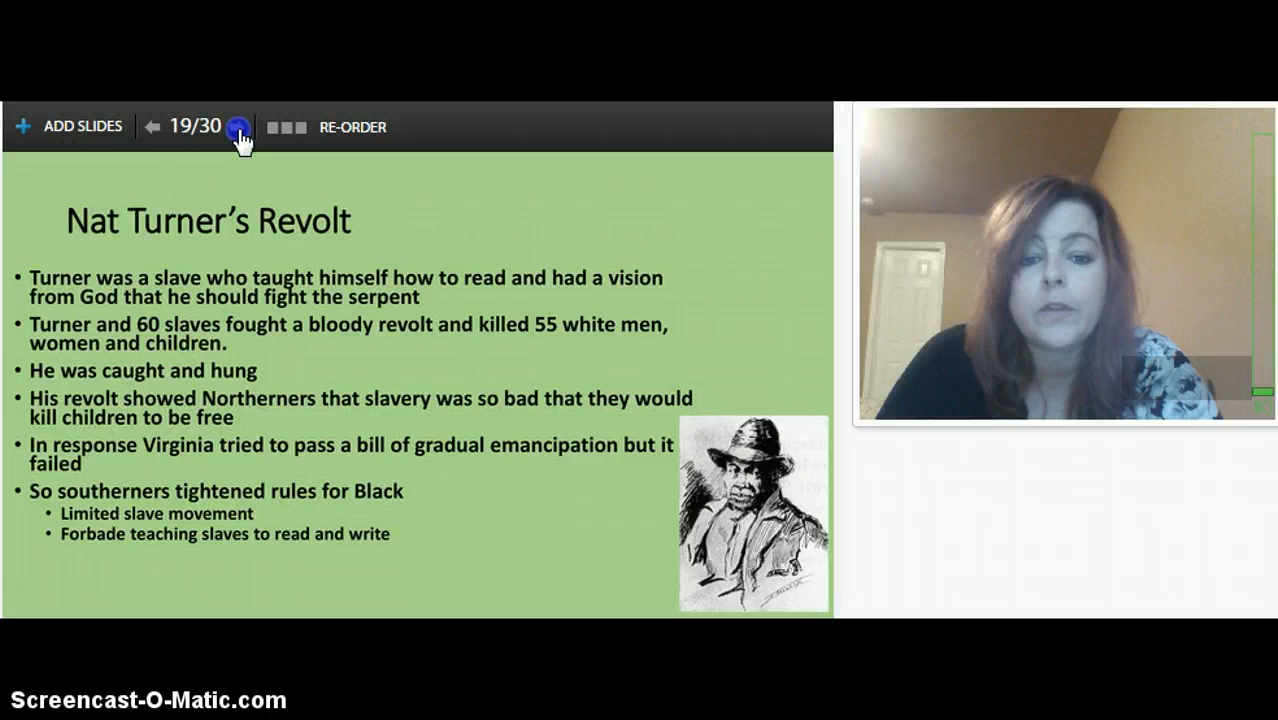 ADD SLIDES 19/30 RE-ORDER
Nat Turner’s Revolt
• Turner was a slave who taught himself how to read and had a vision
from God that he should fight the serpent
• Turner and 60 slaves fought a bloody revolt and killed 55 white men,
women and children.
• He was caught and hung
• His revolt showed Northerners that slavery was so bad that they would
kill children to be free
• In response Virginia tried to pass a bill of gradual emancipation but it
failed
• So southerners tightened rules for Black
• Limited slave movement
• Forbade teaching slaves to read and write
Screencast-O-Matic.com